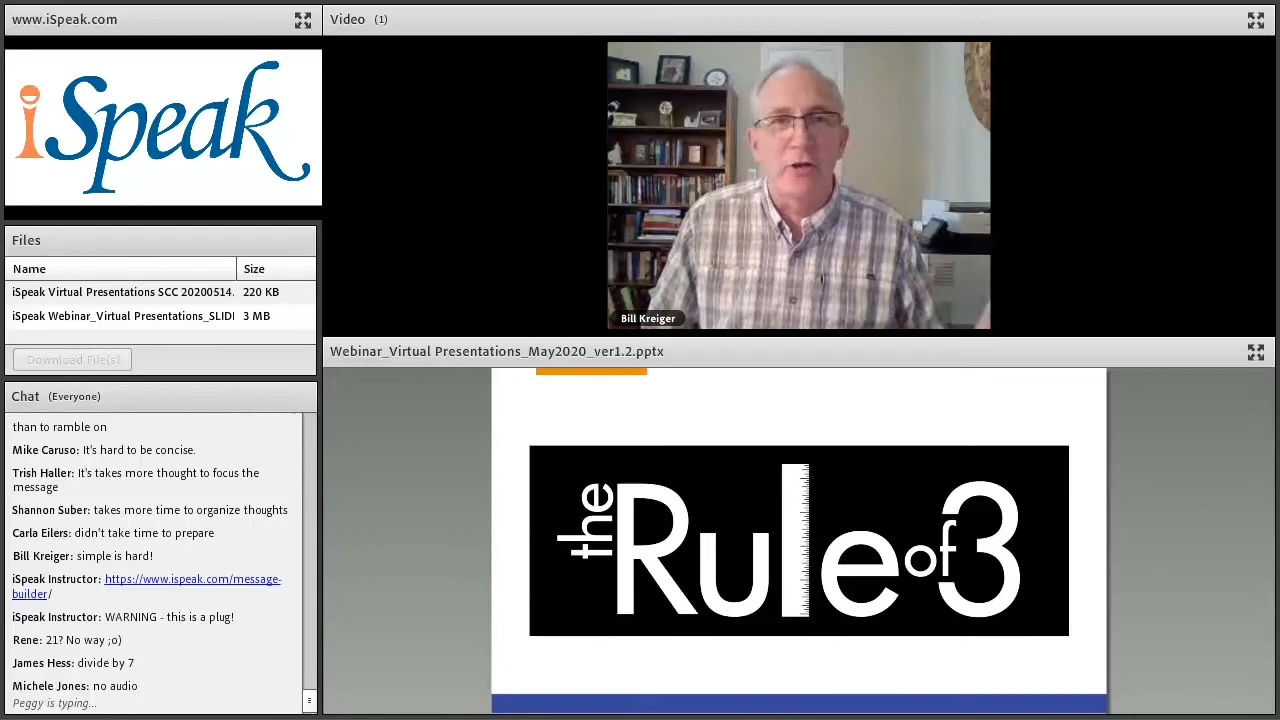 www.iSpeak.com
iSpeak
Files
Name Size
iSpeak Virtual Presentations SCC 20200514. 220 KB
iSpeak Webinar_Virtual Presentations_SLIDI 3 MB
Download File(s)
Chat (Everyone)
than to ramble on
Mike Caruso: It's hard to be concise.
Trish Haller: It's takes more thought to focus the
message
Shannon Suber: takes more time to organize thoughts
Carla Eilers: didn't take time to prepare
Bill Kreiger: simple is hard!
iSpeak Instructor: https://www.ispeak.com/message-
builder/
iSpeak Instructor: WARNING - this is a plug!
Rene: 21? No way ;o)
James Hess: divide by 7
Michele Jones: no audio
Peggy is typing...
Video (1)
Bill Kreiger
Webinar_Virtual Presentations_May2020_ver1.2.pptx
the Rule of 3